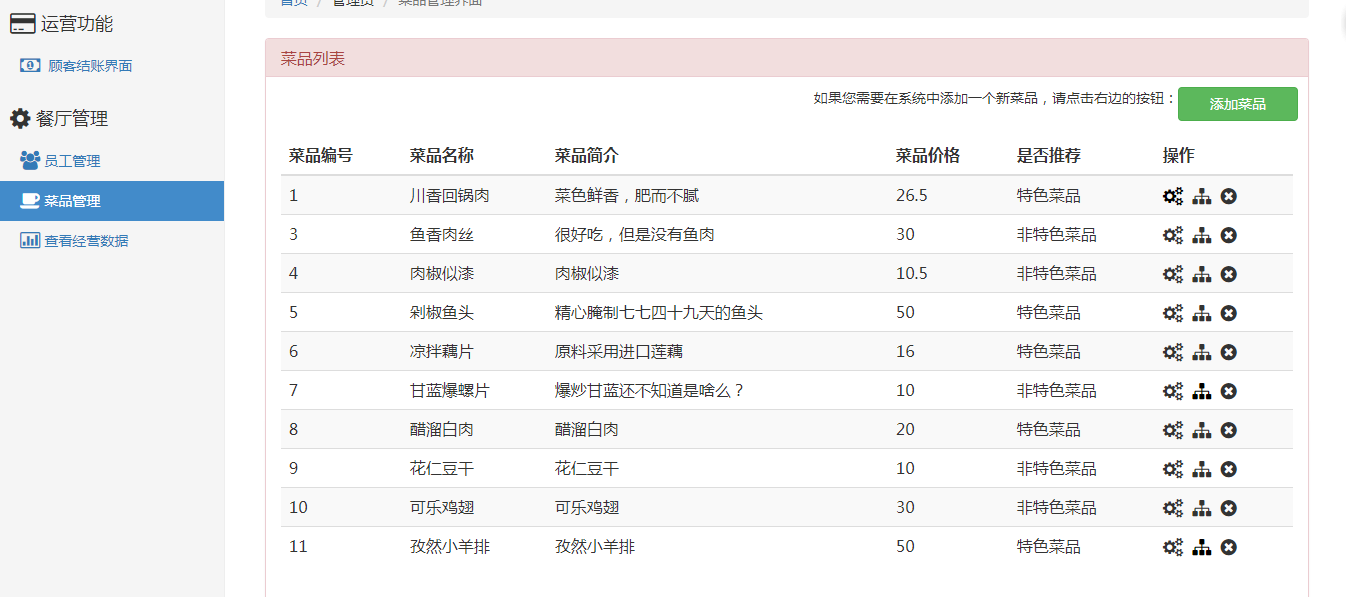 首页 / 管理员 / 菜品管理界面
运营功能
顾客结账界面
餐厅管理
员工管理
菜品管理
查看经营数据
菜品列表
如果您需要在系统中添加一个新菜品，请点击右边的按钮： 添加菜品
菜品编号 菜品名称 菜品简介 菜品价格 是否推荐 操作
1 川香回锅肉 菜色鲜香，肥而不腻 26.5 特色菜品
3 鱼香肉丝 很好吃，但是没有鱼肉 30 非特色菜品
4 肉椒似漆 肉椒似漆 10.5 非特色菜品
5 剁椒鱼头 精心腌制七七四十九天的鱼头 50 特色菜品
6 凉拌藕片 原料采用进口莲藕 16 特色菜品
7 甘蓝爆螺片 爆炒甘蓝还不知道是啥么？ 10 非特色菜品
8 醋溜白肉 醋溜白肉 20 特色菜品
9 花仁豆干 花仁豆干 10 非特色菜品
10 可乐鸡翅 可乐鸡翅 30 非特色菜品
11 孜然小羊排 孜然小羊排 50 特色菜品